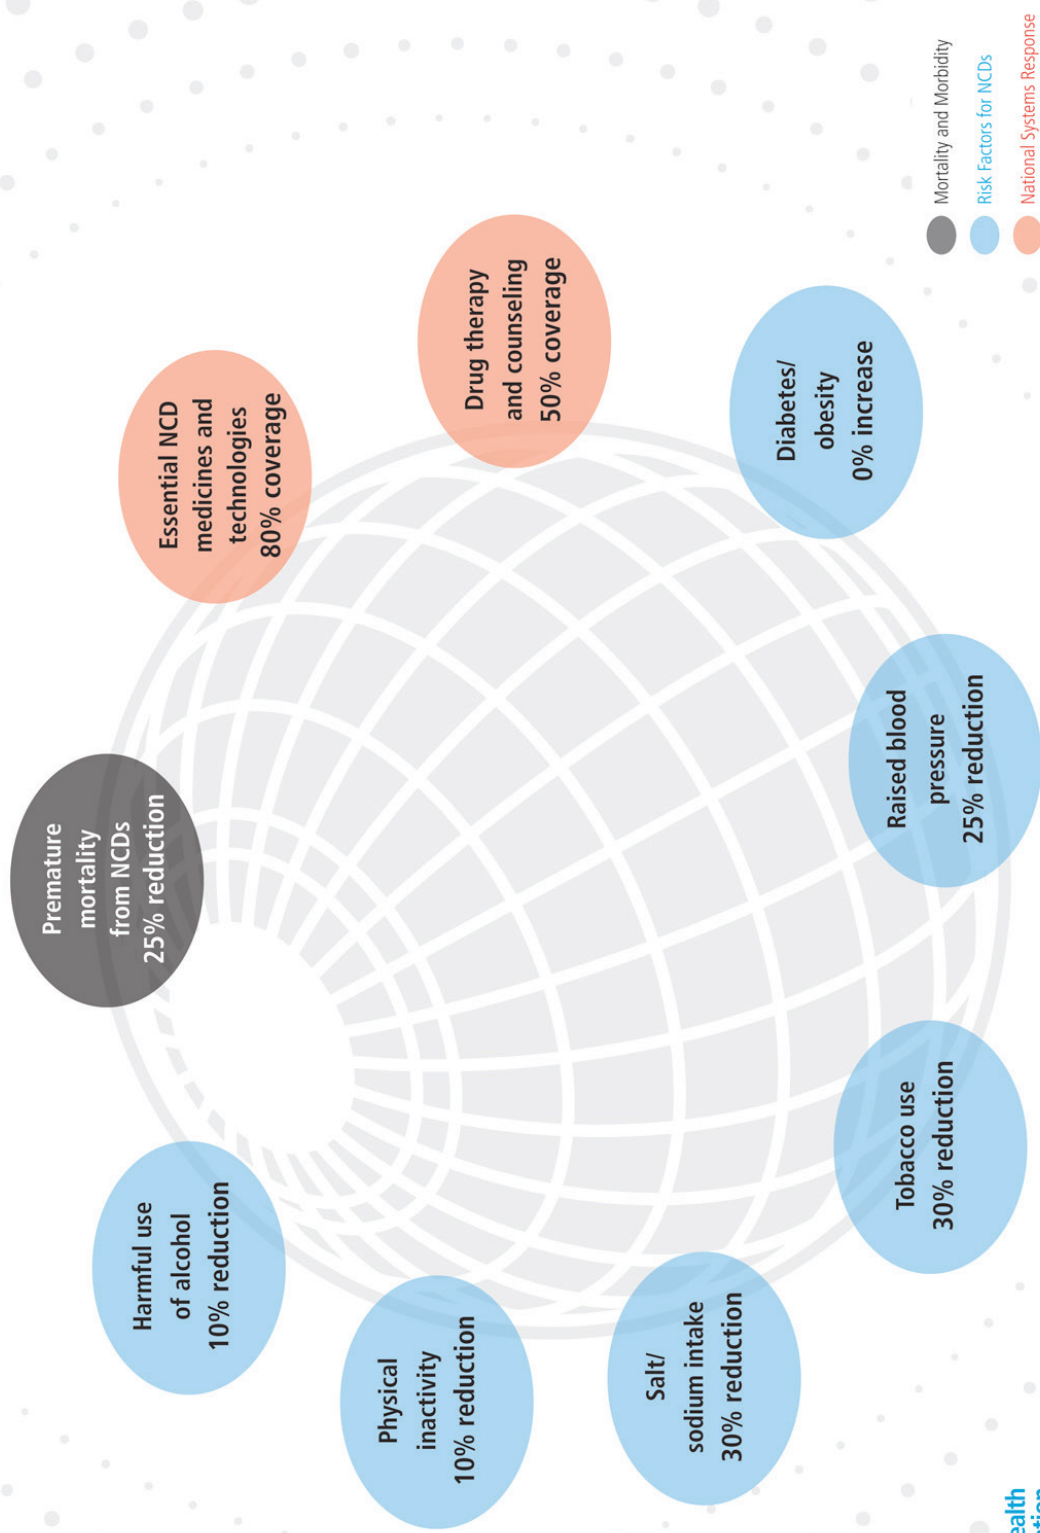 Premature
mortality
from NCDs
25% reduction
Essential NCD
medicines and
technologies
80% coverage
Drug therapy
and counseling
50% coverage
Diabetes/
obesity
0% increase
Raised blood
pressure
25% reduction
Tobacco use
30% reduction
Salt/
sodium intake
30% reduction
Physical
inactivity
10% reduction
Harmful use
of alcohol
10% reduction
Mortality and Morbidity
Risk Factors for NCDs
National Systems Response
ealth